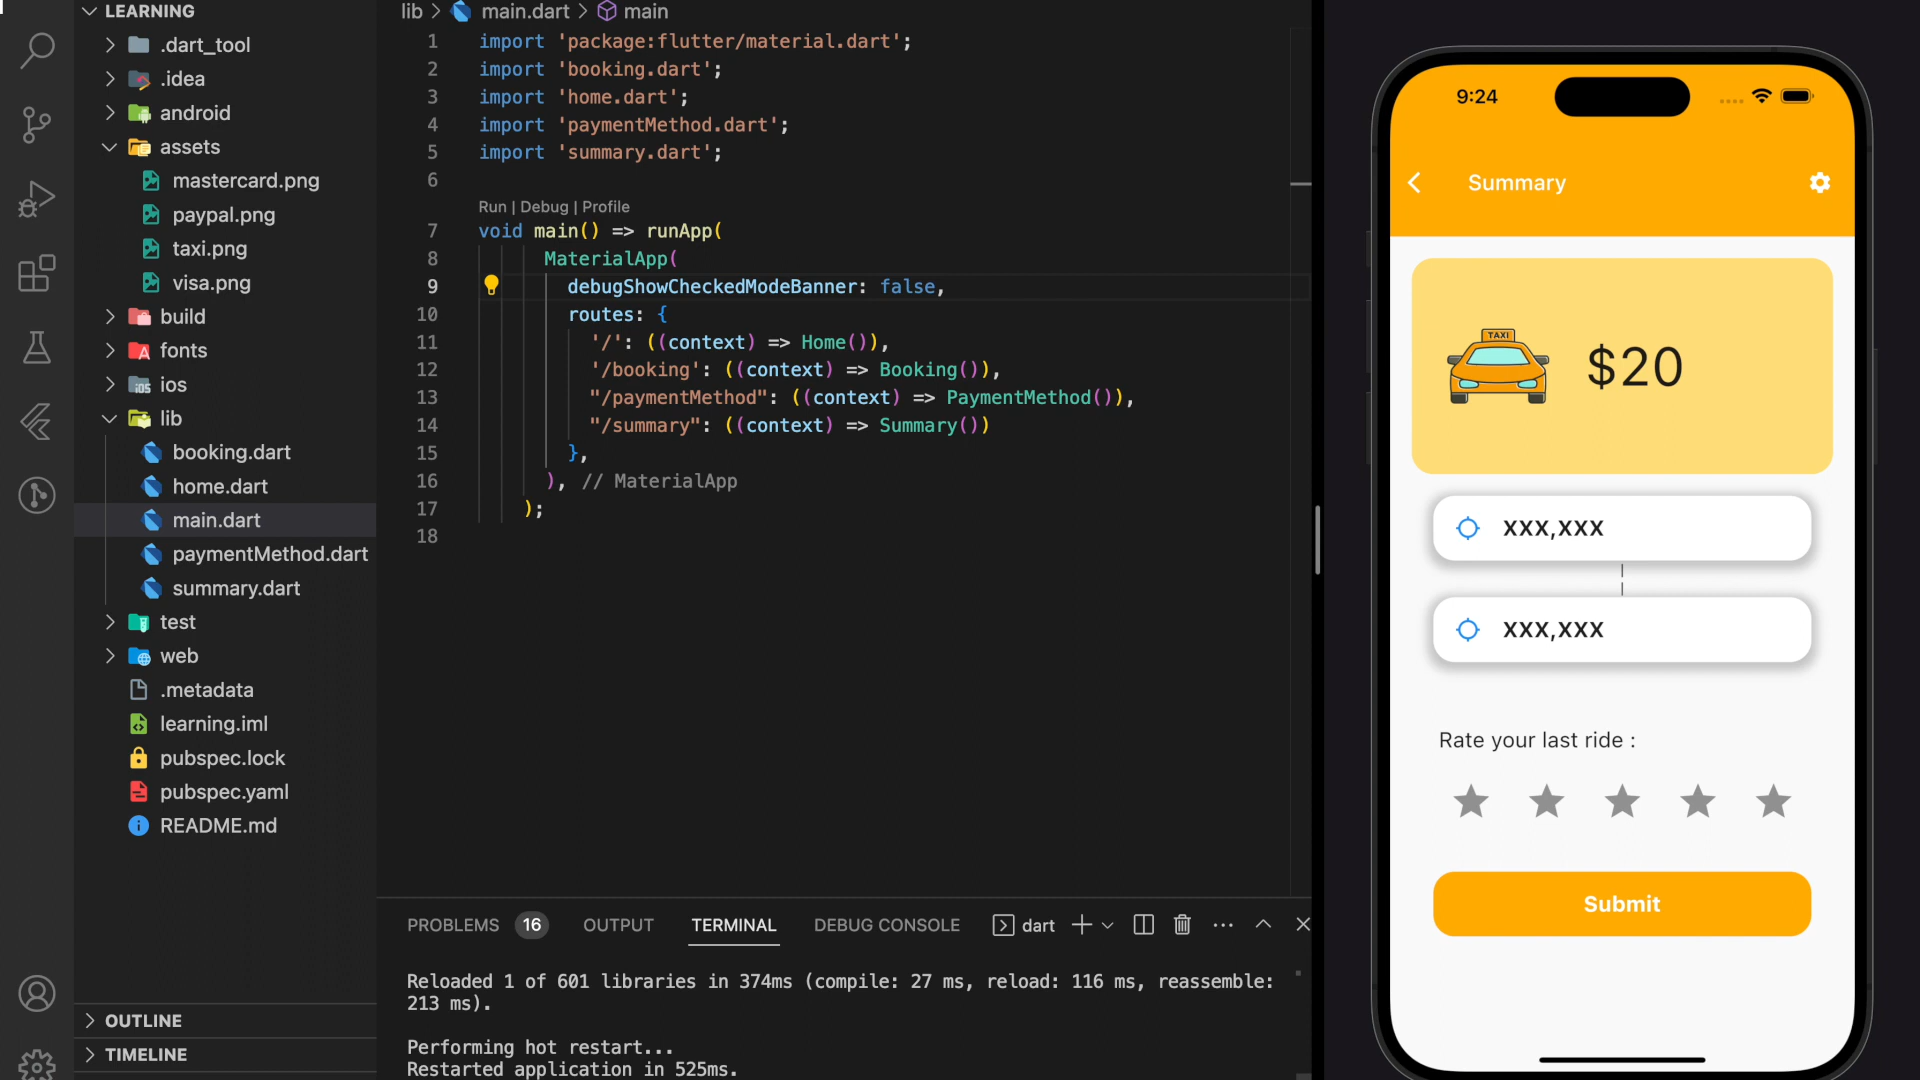 LEARNING
.dart_tool
.idea
android
assets
mastercard.png
paypal.png
taxi.png
visa.png
build
fonts
ios
lib
booking.dart
home.dart
main.dart
paymentMethod.dart
summary.dart
test
web
.metadata
learning.iml
pubspec.lock
pubspec.yaml
README.md
OUTLINE
TIMELINE
lib > main.dart > main
1 import 'package:flutter/material.dart';
2 import 'booking.dart';
3 import 'home.dart';
4 import 'paymentMethod.dart';
5 import 'summary.dart';
6
Run | Debug | Profile
7 void main() => runApp(
8 MaterialApp(
9 debugShowCheckedModeBanner: false,
10 routes: {
11 '/': ((context) => Home()),
12 '/booking': ((context) => Booking()),
13 "/paymentMethod": ((context) => PaymentMethod()),
14 "/summary": ((context) => Summary())
15 },
16 ), // MaterialApp
17 );
18
PROBLEMS 16 OUTPUT TERMINAL DEBUG CONSOLE dart
Reloaded 1 of 601 libraries in 374ms (compile: 27 ms, reload: 116 ms, reassemble:
213 ms).
Performing hot restart...
Restarted application in 525ms.
9:24
Summary
TAXI
$20
XXX,XXX
XXX,XXX
Rate your last ride :
Submit